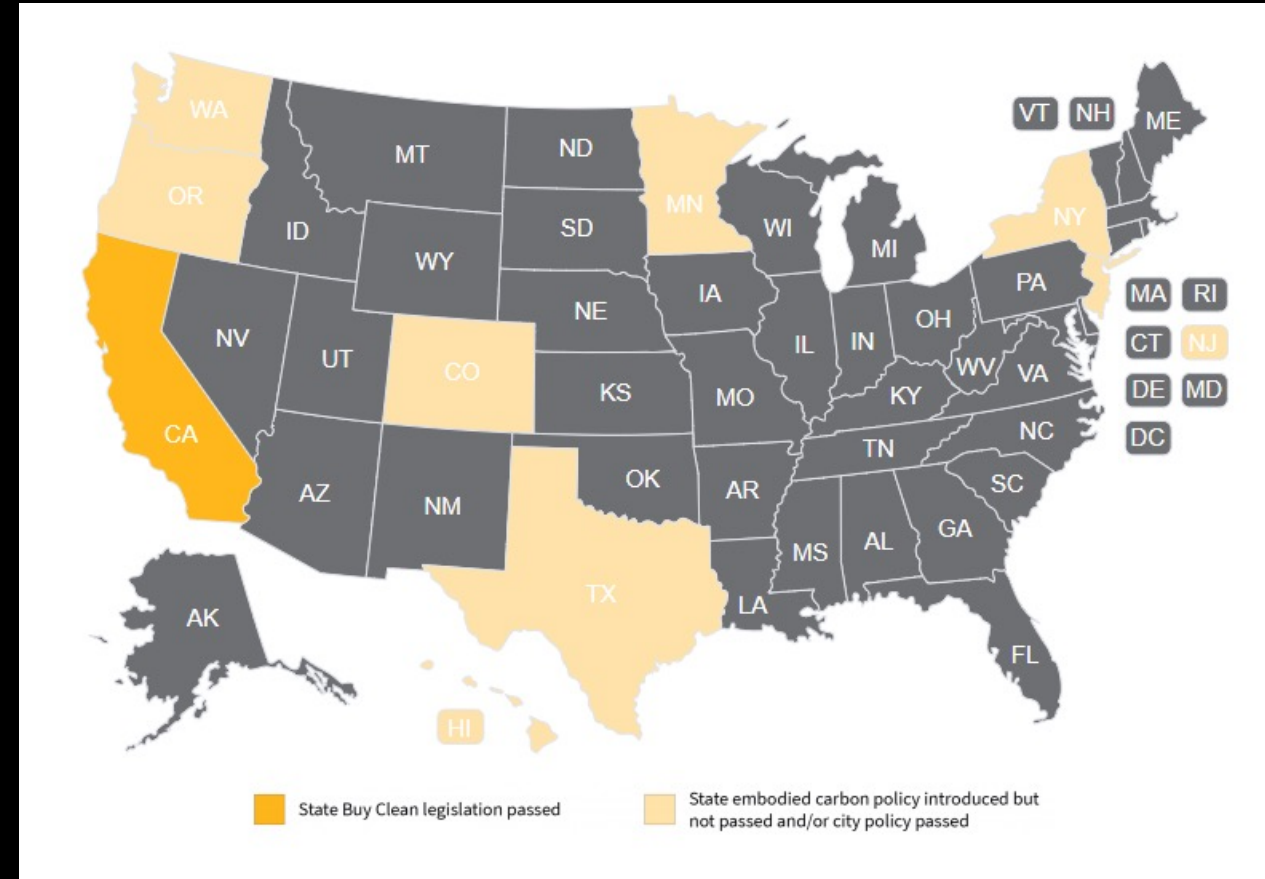 VT NH
WA
ME
MT
ND
OR
MN
ID
SD
WI
NY
MI
WY
PA
IA
MA RI
NE
NV
OH
IL
IN
CT NJ
UT
CO
WV
VA
KS
MO
KY
DE MD
CA
NC
DC
TN
OK
AZ
AR
SC
NM
GA
MS
AL
TX
LA
AK
FL
HI
State Buy Clean legislation passed
State embodied carbon policy introduced but
not passed and/or city policy passed